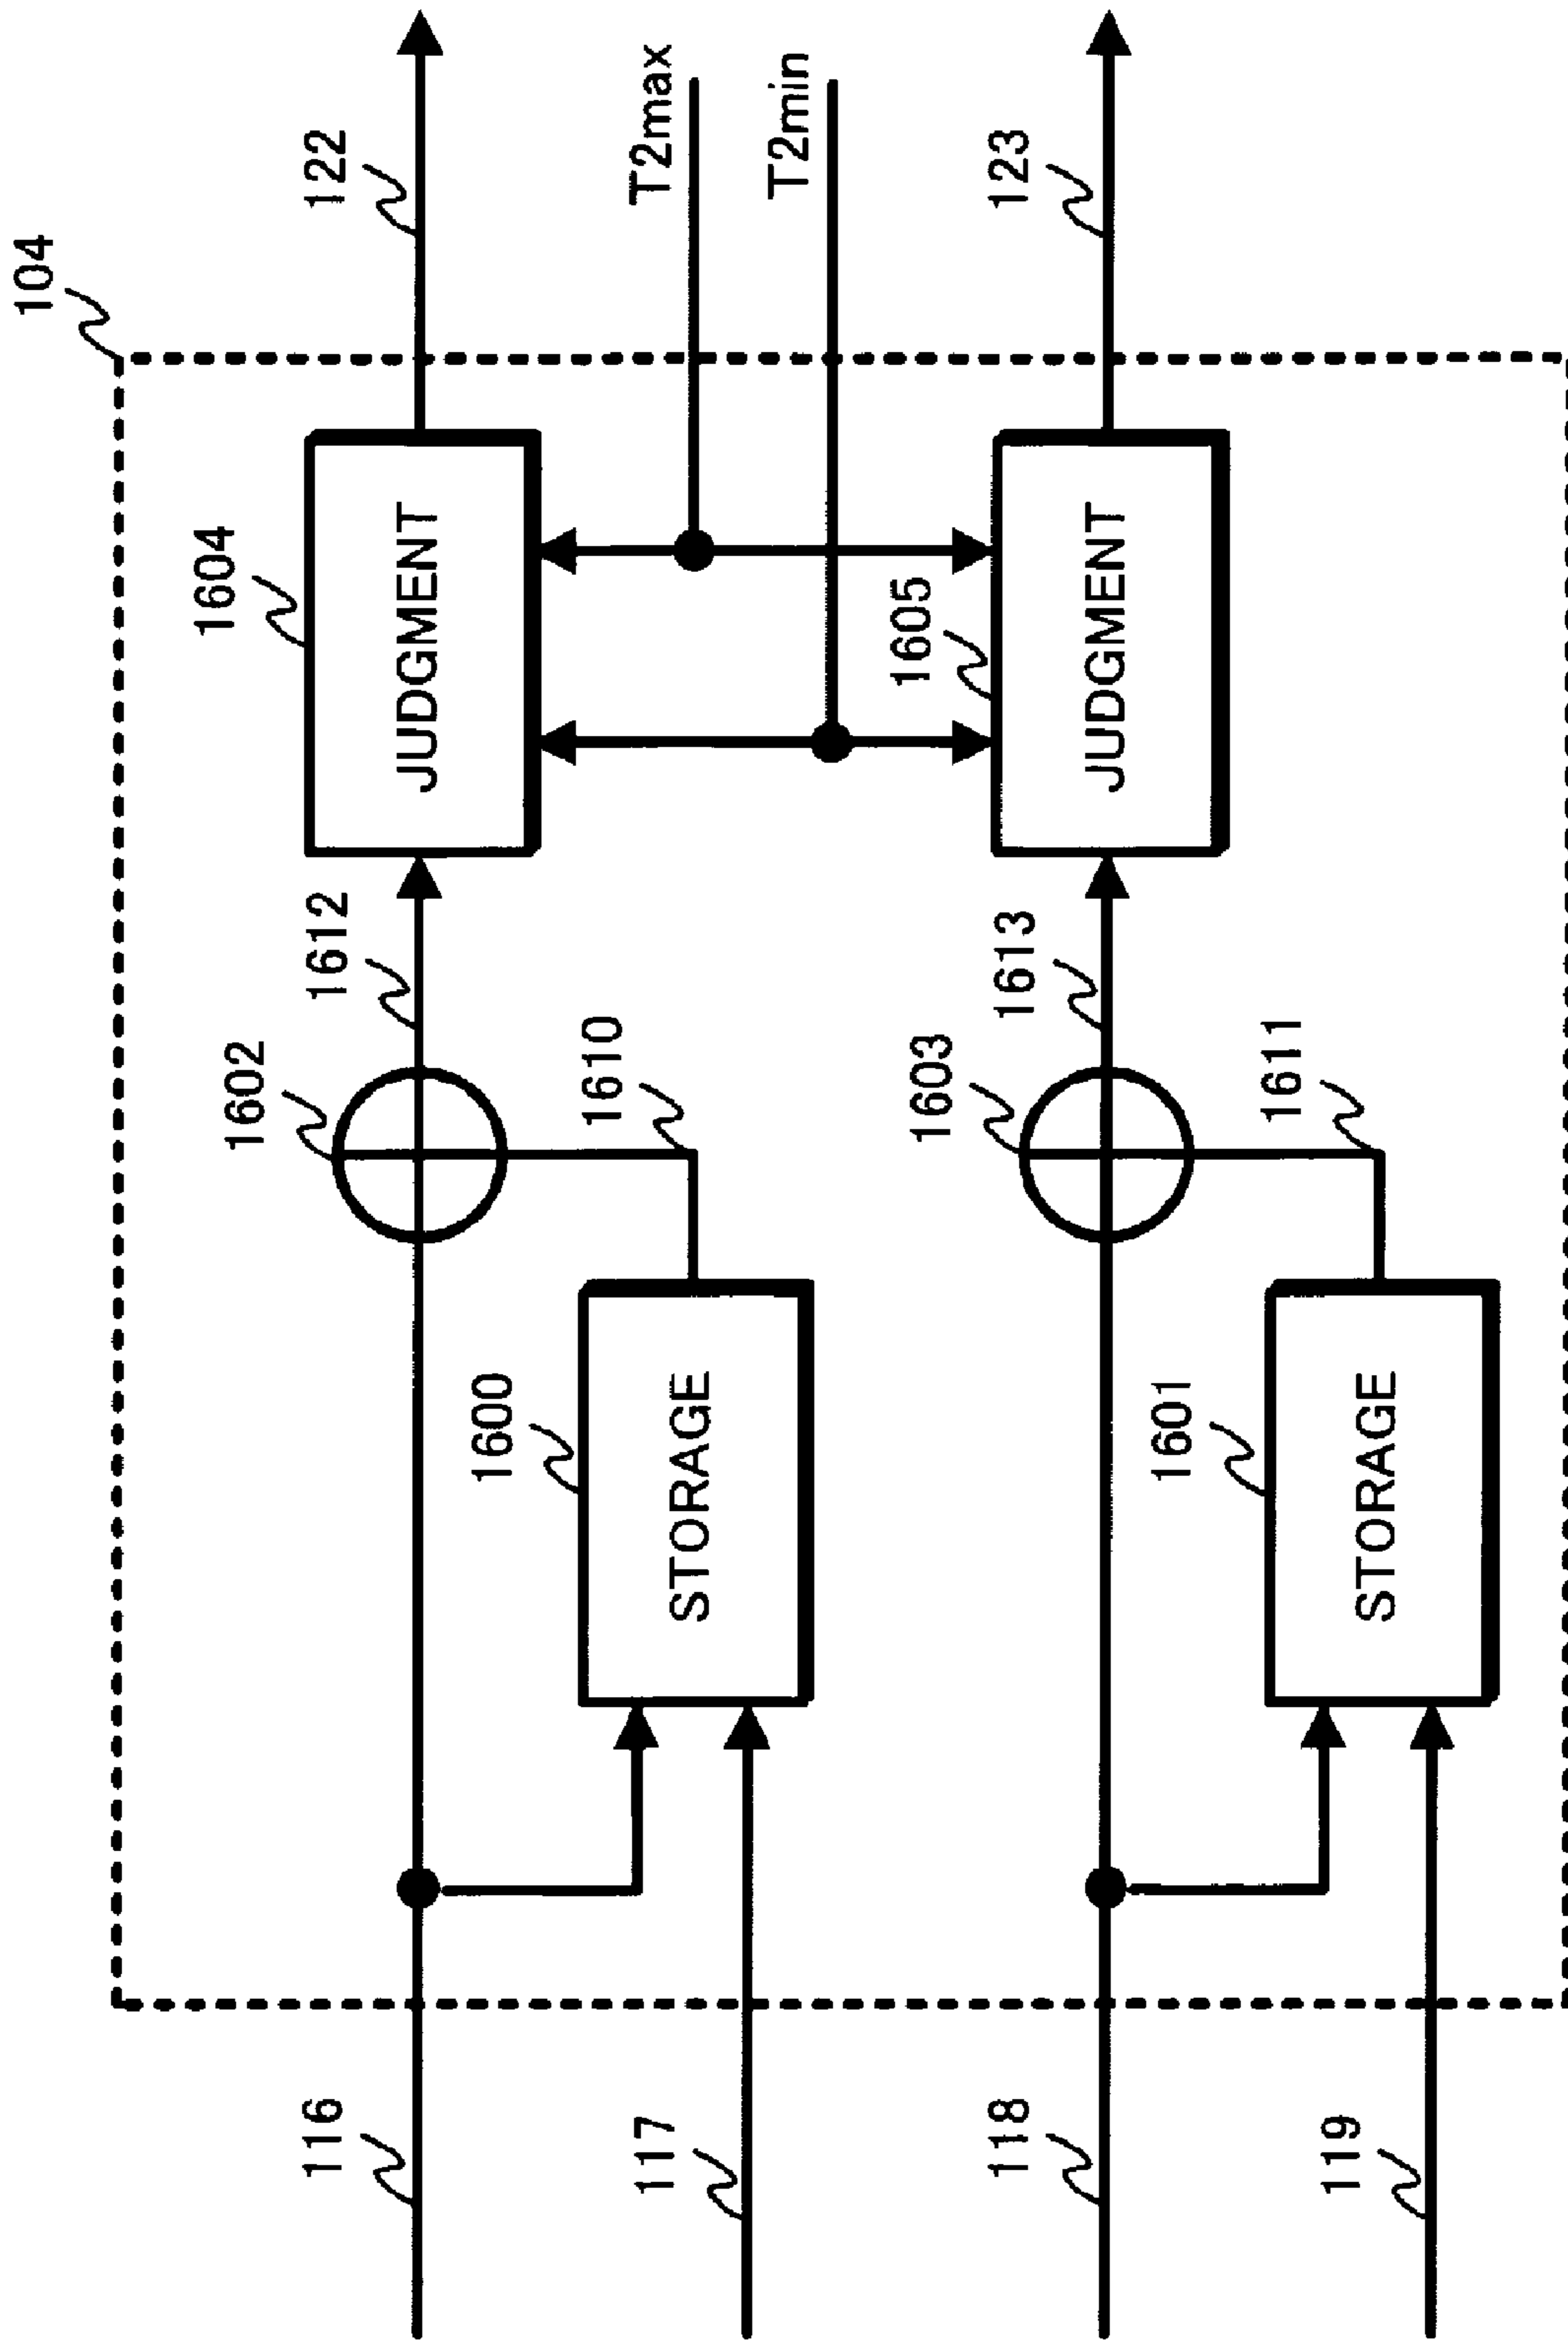 104
122
T2max
T2min
123
1604
JUDGMENT
1605
JUDGMENT
1612
1602
1610
1613
1603
1611
1600
STORAGE
1601
STORAGE
116
117
118
119